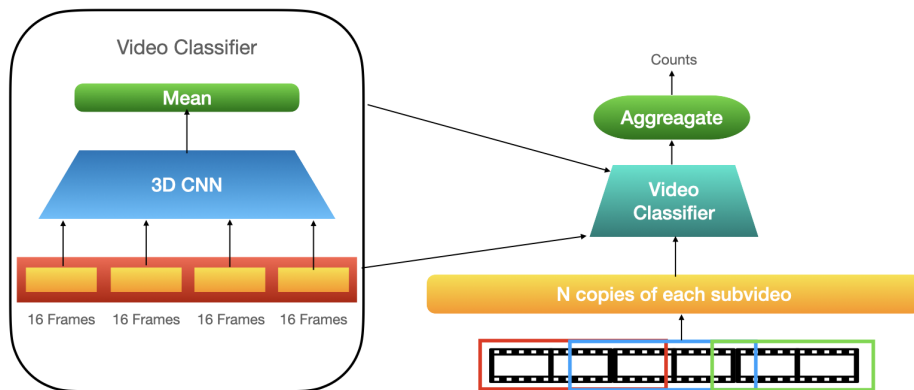 Video Classifier
Mean
3D CNN
16 Frames
16 Frames
16 Frames
16 Frames
Counts
Aggreagate
Video
Classifier
N copies of each subvideo